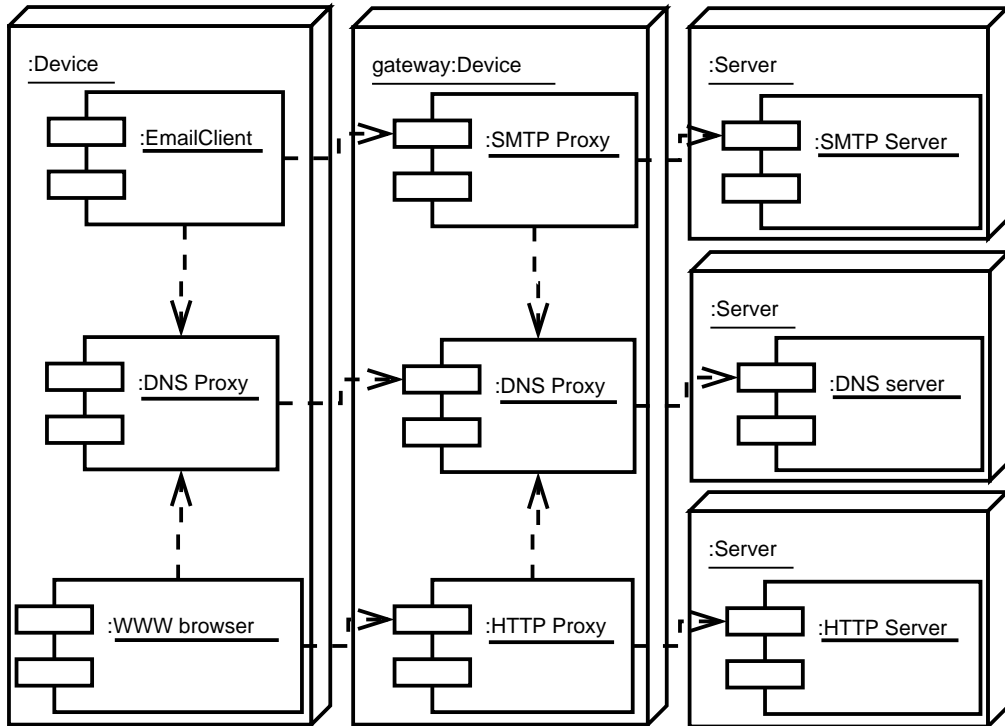 :Device
:EmailClient
:DNS Proxy
:WWW browser
gateway:Device
:SMTP Proxy
:DNS Proxy
:HTTP Proxy
:Server
:SMTP Server
:Server
:DNS server
:Server
:HTTP Server